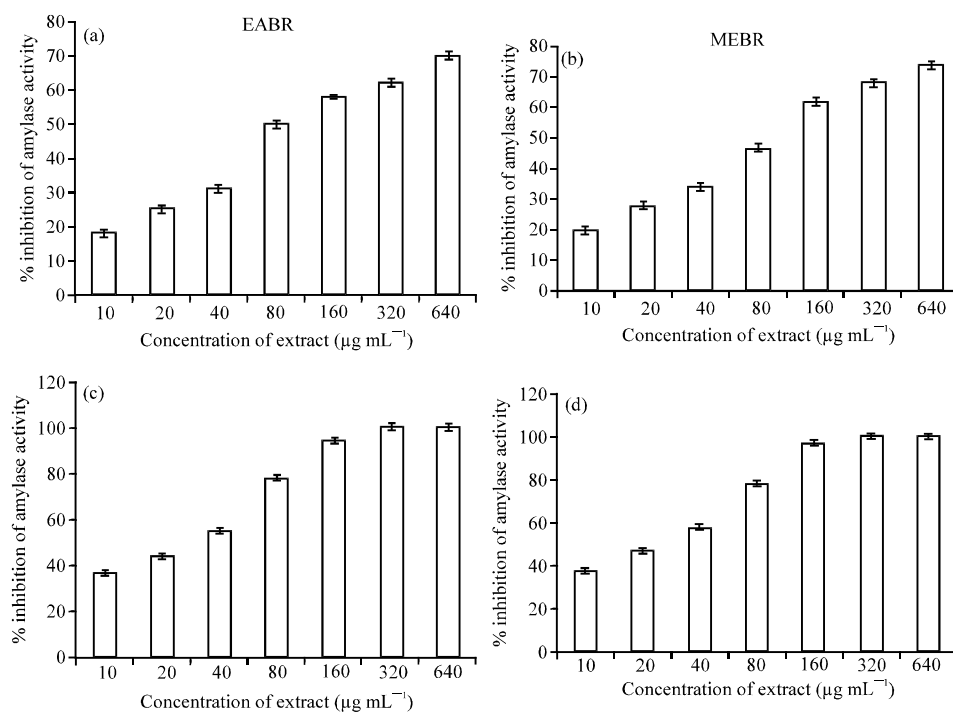 (a)
EABR
% inhibition of amylase activity
80
70
60
50
40
30
20
10
0
10 20 40 80 160 320 640
Concentration of extract (µg mL⁻¹)
(b)
MEBR
% inhibition of amylase activity
80
70
60
50
40
30
20
10
0
10 20 40 80 160 320 640
Concentration of extract (µg mL⁻¹)
(c)
% inhibition of amylase activity
120
100
80
60
40
20
0
10 20 40 80 160 320 640
Concentration of extract (µg mL⁻¹)
(d)
% inhibition of amylase activity
120
100
80
60
40
20
0
10 20 40 80 160 320 640
Concentration of extract (µg mL⁻¹)